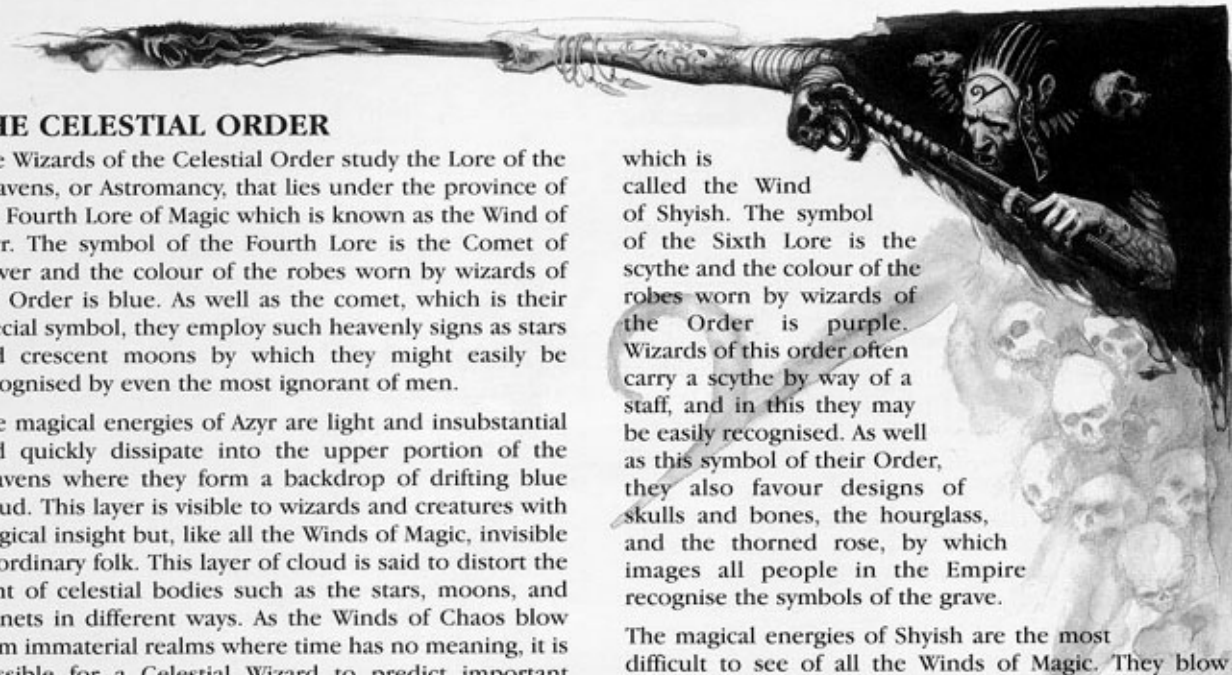 HE CELESTIAL ORDER
e Wizards of the Celestial Order study the Lore of the
avens, or Astromancy, that lies under the province of
Fourth Lore of Magic which is known as the Wind of
r. The symbol of the Fourth Lore is the Comet of
wer and the colour of the robes worn by wizards of
Order is blue. As well as the comet, which is their
ecial symbol, they employ such heavenly signs as stars
d crescent moons by which they might easily be
ognised by even the most ignorant of men.
e magical energies of Azyr are light and insubstantial
d quickly dissipate into the upper portion of the
avens where they form a backdrop of drifting blue
ud. This layer is visible to wizards and creatures with
gical insight but, like all the Winds of Magic, invisible
ordinary folk. This layer of cloud is said to distort the
ht of celestial bodies such as the stars, moons, and
nets in different ways. As the Winds of Chaos blow
m immaterial realms where time has no meaning, it is
ssible for a Celestial Wizard to predict important
which is
called the Wind
of Shyish. The symbol
of the Sixth Lore is the
scythe and the colour of the
robes worn by wizards of
the Order is purple.
Wizards of this order often
carry a scythe by way of a
staff, and in this they may
be easily recognised. As well
as this symbol of their Order,
they also favour designs of
skulls and bones, the hourglass,
and the thorned rose, by which
images all people in the Empire
recognise the symbols of the grave.
The magical energies of Shyish are the most
difficult to see of all the Winds of Magic. They blow